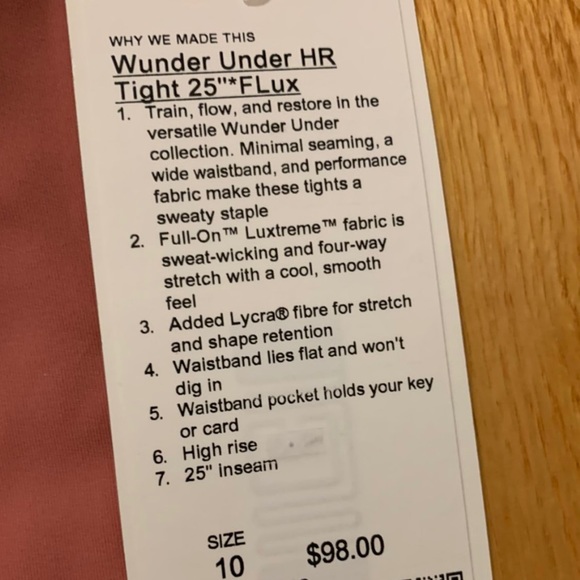 WHY WE MADE THIS
Wunder Under HR
Tight 25"*FLux
1. Train, flow, and restore in the
versatile Wunder Under
collection. Minimal seaming, a
wide waistband, and performance
fabric make these tights a
sweaty staple
2. Full-On™ Luxtreme™ fabric is
sweat-wicking and four-way
stretch with a cool, smooth
feel
3. Added Lycra® fibre for stretch
and shape retention
4. Waistband lies flat and won't
dig in
5. Waistband pocket holds your key
or card
6. High rise
7. 25" inseam
SIZE
10 $98.00